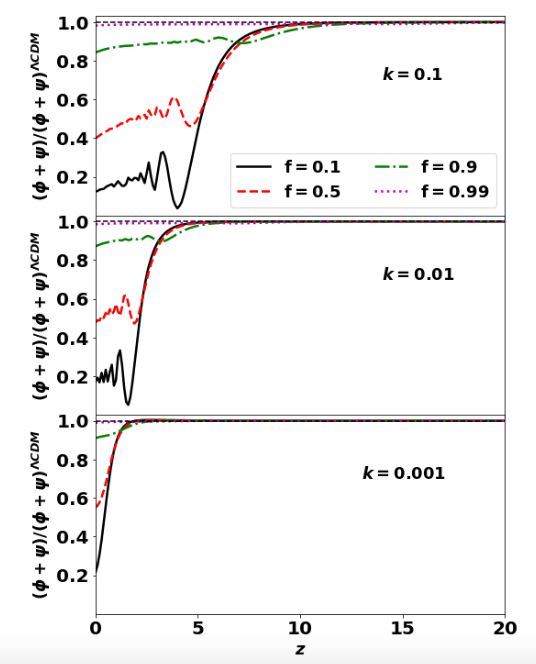 (ϕ + ψ)/(ϕ + ψ)^ΛCDM
1.0
0.8
0.6
0.4
0.2
k = 0.1
f = 0.1
f = 0.9
f = 0.5
f = 0.99
(ϕ + ψ)/(ϕ + ψ)^ΛCDM
1.0
0.8
0.6
0.4
0.2
k = 0.01
(ϕ + ψ)/(ϕ + ψ)^ΛCDM
1.0
0.8
0.6
0.4
0.2
k = 0.001
0 5 10 15 20
z